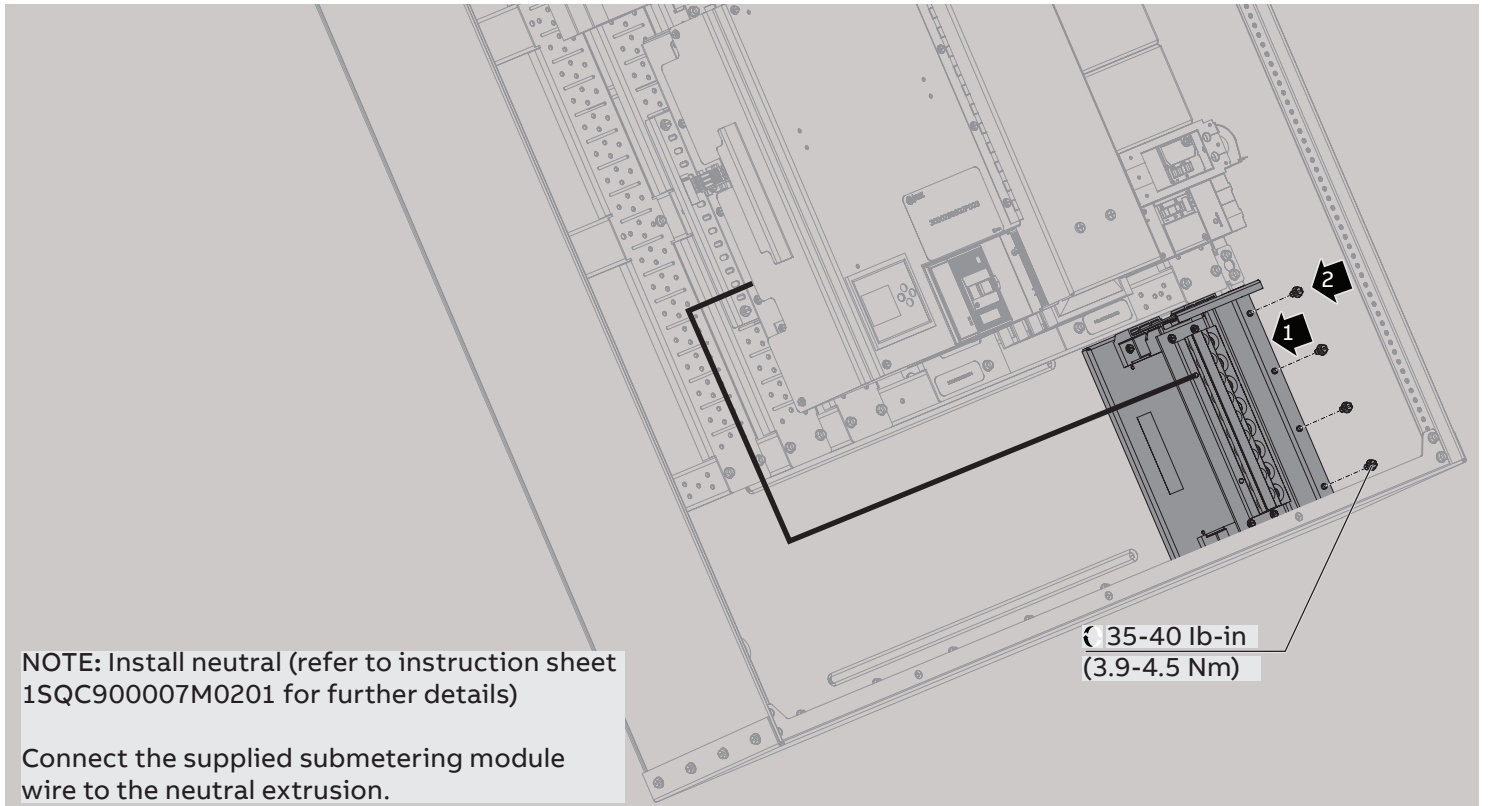 2
1
35-40 lb-in
(3.9-4.5 Nm)
NOTE: Install neutral (refer to instruction sheet
1SQC900007M0201 for further details)
Connect the supplied submetering module
wire to the neutral extrusion.